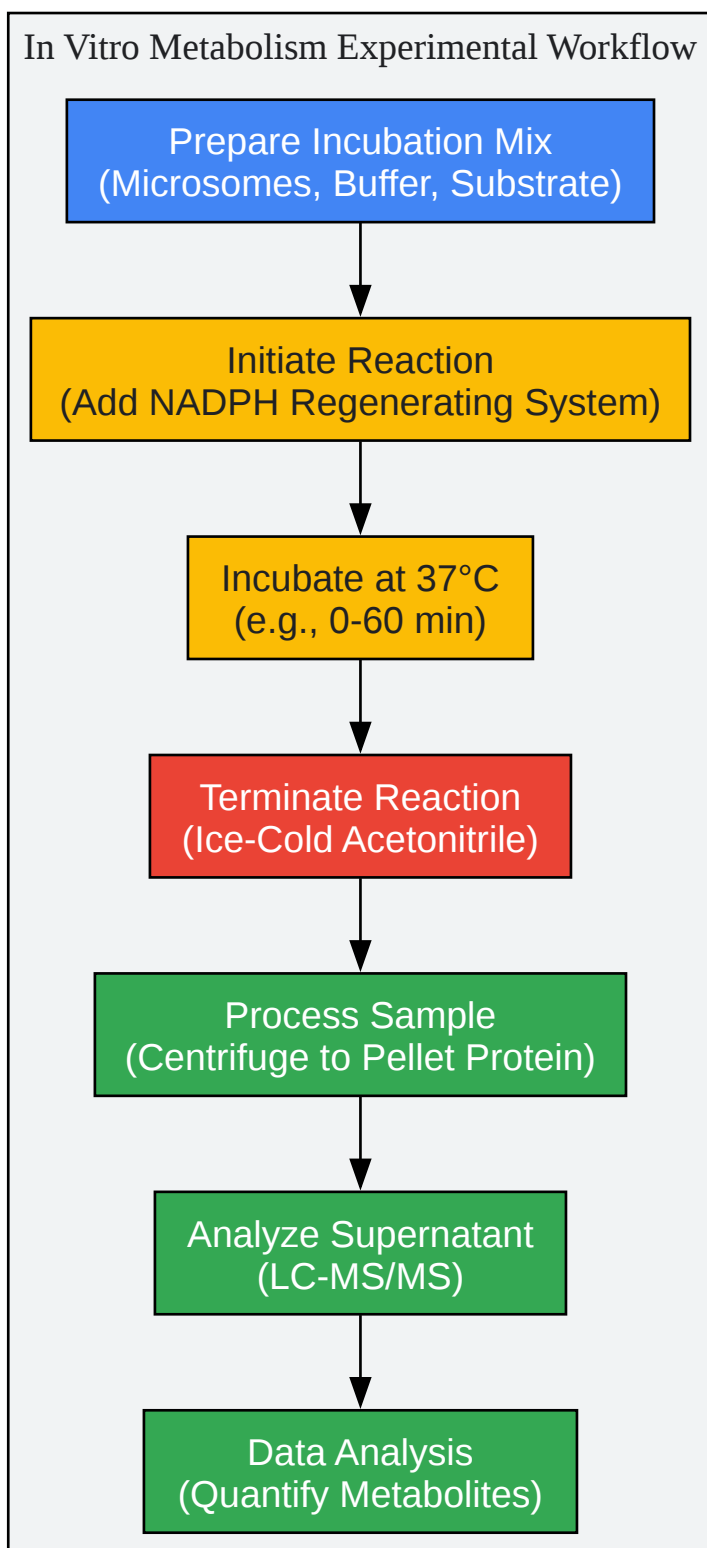 In Vitro Metabolism Experimental Workflow
Prepare Incubation Mix
(Microsomes, Buffer, Substrate)
Initiate Reaction
(Add NADPH Regenerating System)
Incubate at 37°C
(e.g., 0-60 min)
Terminate Reaction
(Ice-Cold Acetonitrile)
Process Sample
(Centrifuge to Pellet Protein)
Analyze Supernatant
(LC-MS/MS)
Data Analysis
(Quantify Metabolites)